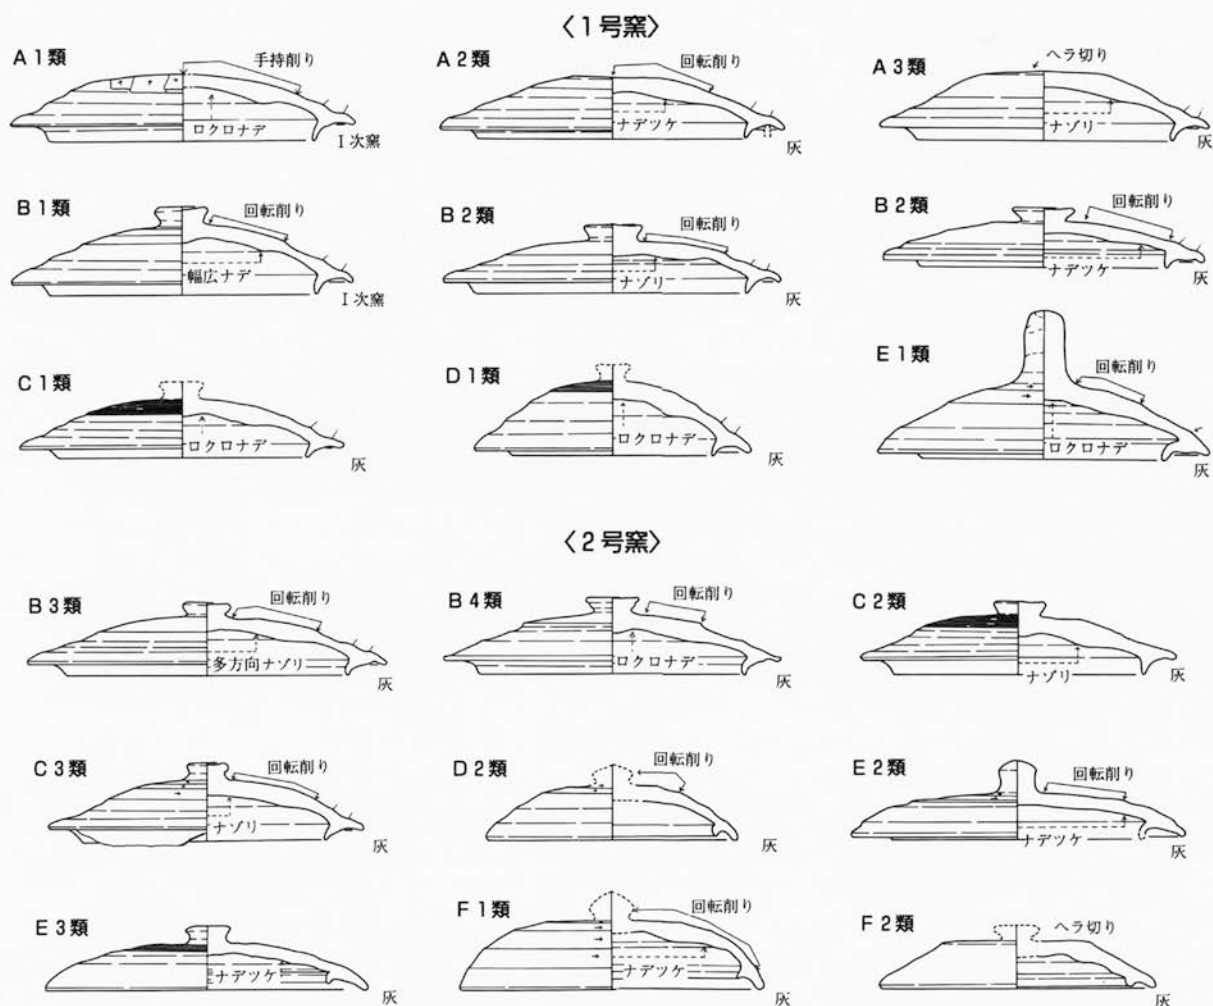 〈1号窯〉
A1類
手持削り
ロクロナデ
I次窯
A2類
回転削り
ナデツケ
灰
A3類
ヘラ切り
ナゾリ
灰
B1類
回転削り
幅広ナデ
I次窯
B2類
回転削り
ナゾリ
灰
B2類
回転削り
ナデツケ
灰
C1類
ロクロナデ
灰
D1類
ロクロナデ
灰
E1類
回転削り
ロクロナデ
灰
〈2号窯〉
B3類
回転削り
多方向ナゾリ
灰
B4類
回転削り
ロクロナデ
灰
C2類
ナゾリ
灰
C3類
回転削り
ナゾリ
灰
D2類
回転削り
灰
E2類
回転削り
ナデツケ
灰
E3類
ナデツケ
灰
F1類
回転削り
ナデツケ
灰
F2類
ヘラ切り
灰